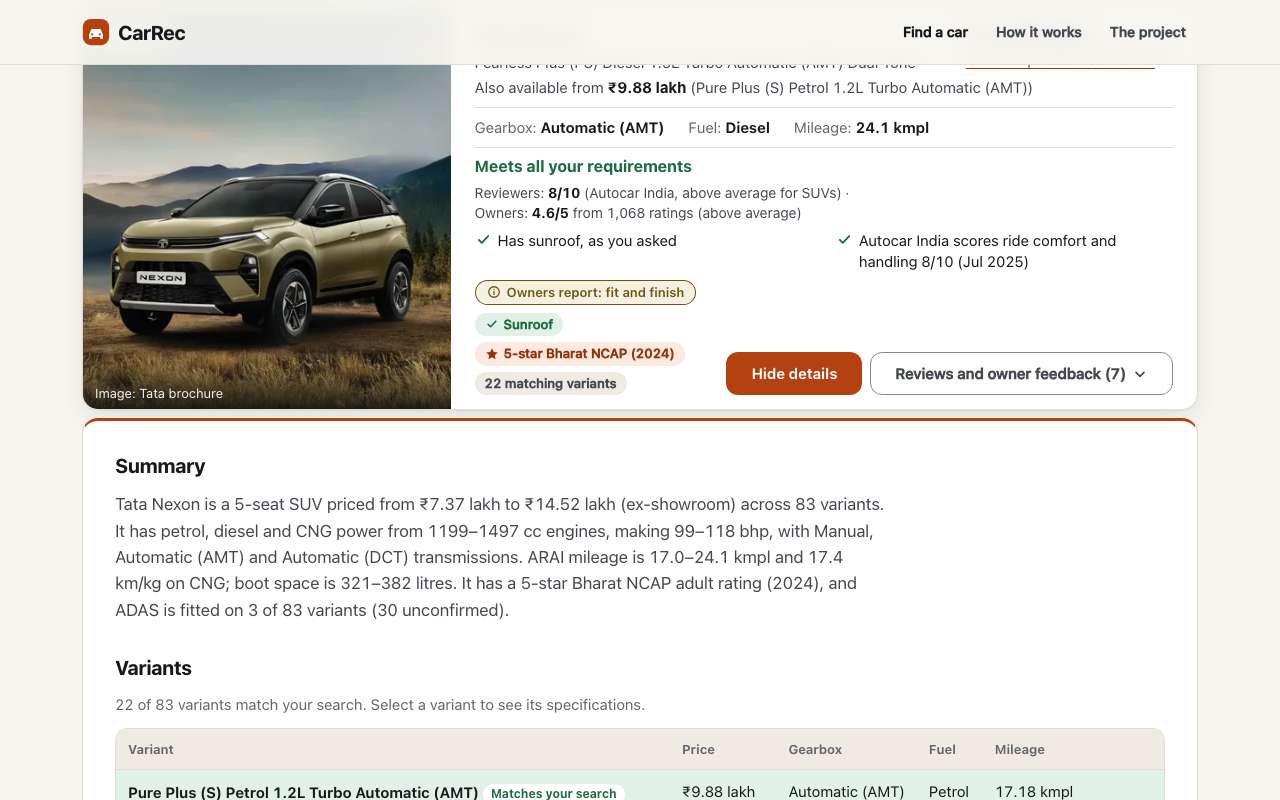 CarRec
Find a car
How it works
The project
Also available from ₹9.88 lakh (Pure Plus (S) Petrol 1.2L Turbo Automatic (AMT))
Gearbox: Automatic (AMT) Fuel: Diesel Mileage: 24.1 kmpl
Meets all your requirements
Reviewers: 8/10 (Autocar India, above average for SUVs) ·
Owners: 4.6/5 from 1,068 ratings (above average)
Has sunroof, as you asked
Autocar India scores ride comfort and
handling 8/10 (Jul 2025)
Owners report: fit and finish
Sunroof
5-star Bharat NCAP (2024)
22 matching variants
Hide details
Reviews and owner feedback (7)
NEXON
Image: Tata brochure
Summary
Tata Nexon is a 5-seat SUV priced from ₹7.37 lakh to ₹14.52 lakh (ex-showroom) across 83 variants.
It has petrol, diesel and CNG power from 1199–1497 cc engines, making 99–118 bhp, with Manual,
Automatic (AMT) and Automatic (DCT) transmissions. ARAI mileage is 17.0–24.1 kmpl and 17.4
km/kg on CNG; boot space is 321–382 litres. It has a 5-star Bharat NCAP adult rating (2024), and
ADAS is fitted on 3 of 83 variants (30 unconfirmed).
Variants
22 of 83 variants match your search. Select a variant to see its specifications.
Variant Price Gearbox Fuel Mileage
Pure Plus (S) Petrol 1.2L Turbo Automatic (AMT) Matches your search ₹9.88 lakh Automatic (AMT) Petrol 17.18 kmpl